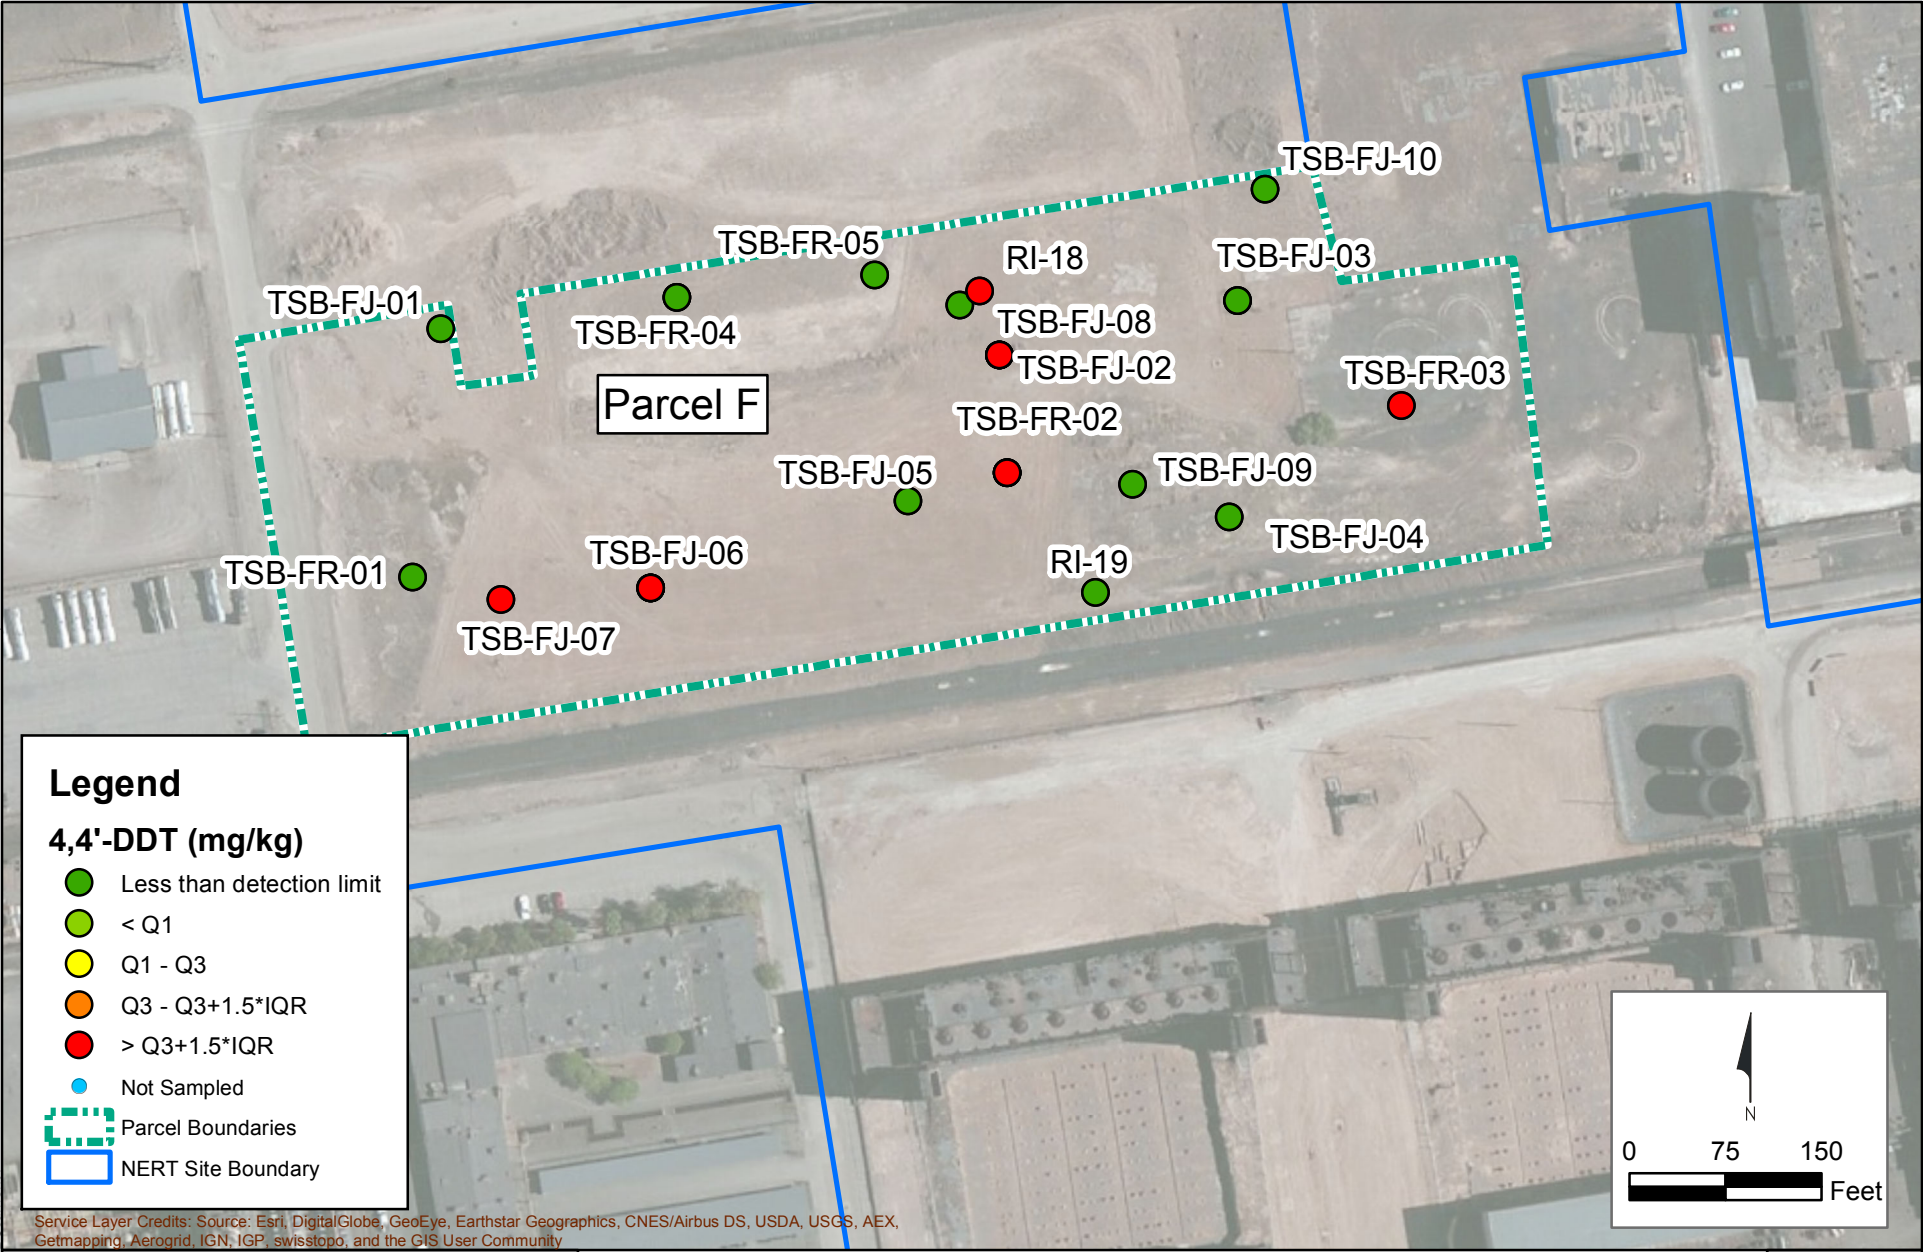 TSB-FJ-10
TSB-FR-05
RI-18
TSB-FJ-03
TSB-FJ-01
TSB-FR-04
TSB-FJ-08
TSB-FJ-02
TSB-FR-03
Parcel F
TSB-FR-02
TSB-FJ-05
TSB-FJ-09
TSB-FJ-04
TSB-FJ-06
RI-19
TSB-FR-01
TSB-FJ-07
Legend
4,4'-DDT (mg/kg)
Less than detection limit
< Q1
Q1 - Q3
Q3 - Q3+1.5*IQR
> Q3+1.5*IQR
Not Sampled
Parcel Boundaries
NERT Site Boundary
N
0 75 150
Feet
Service Layer Credits: Source: Esri, DigitalGlobe, GeoEye, Earthstar Geographics, CNES/Airbus DS, USDA, USGS, AEX,
Getmapping, Aerogrid, IGN, IGP, swisstopo, and the GIS User Community